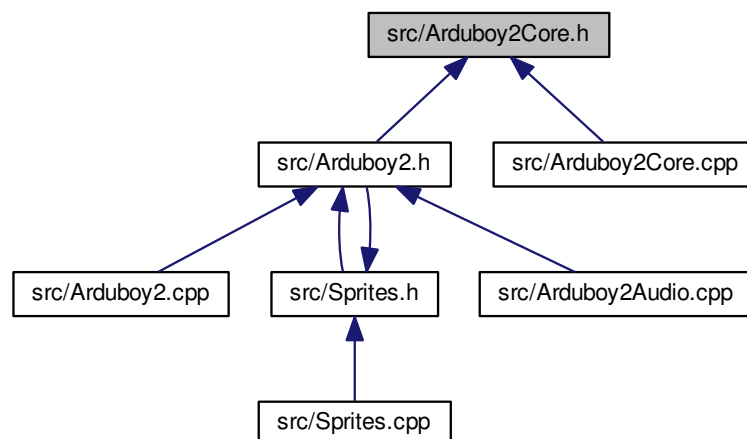 src/Arduboy2Core.h
src/Arduboy2.h
src/Arduboy2Core.cpp
src/Arduboy2.cpp
src/Sprites.h
src/Arduboy2Audio.cpp
src/Sprites.cpp